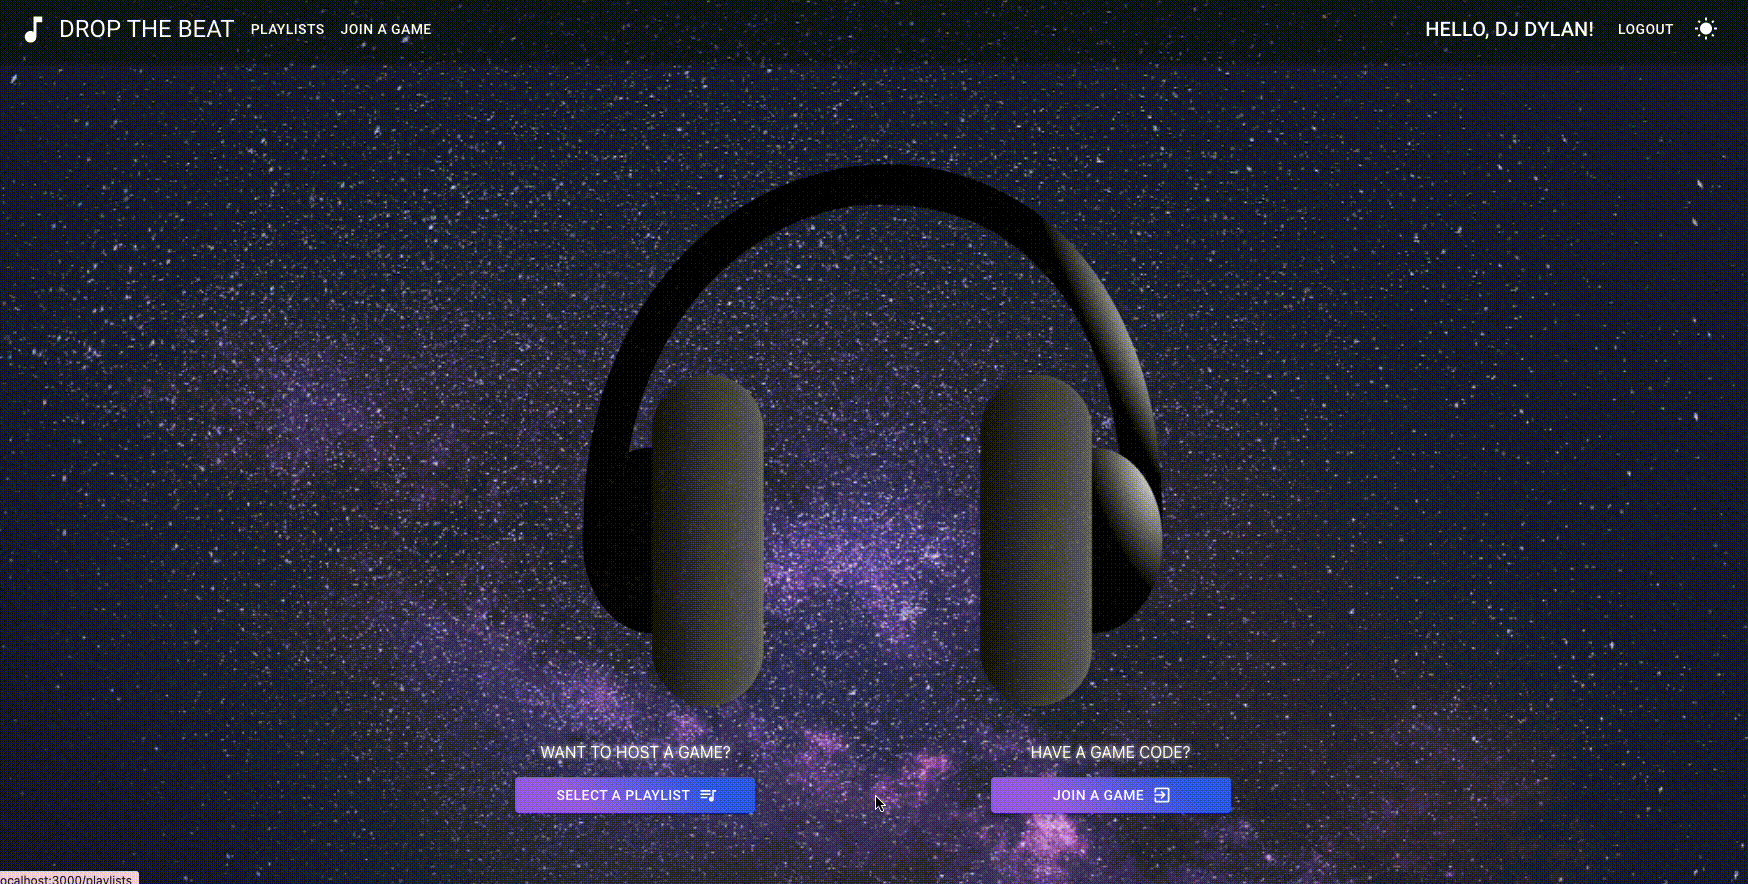 DROP THE BEAT PLAYLISTS JOIN A GAME HELLO, DJ DYLAN! LOGOUT
WANT TO HOST A GAME? HAVE A GAME CODE?
SELECT A PLAYLIST JOIN A GAME
ocalhost:3000/playlists